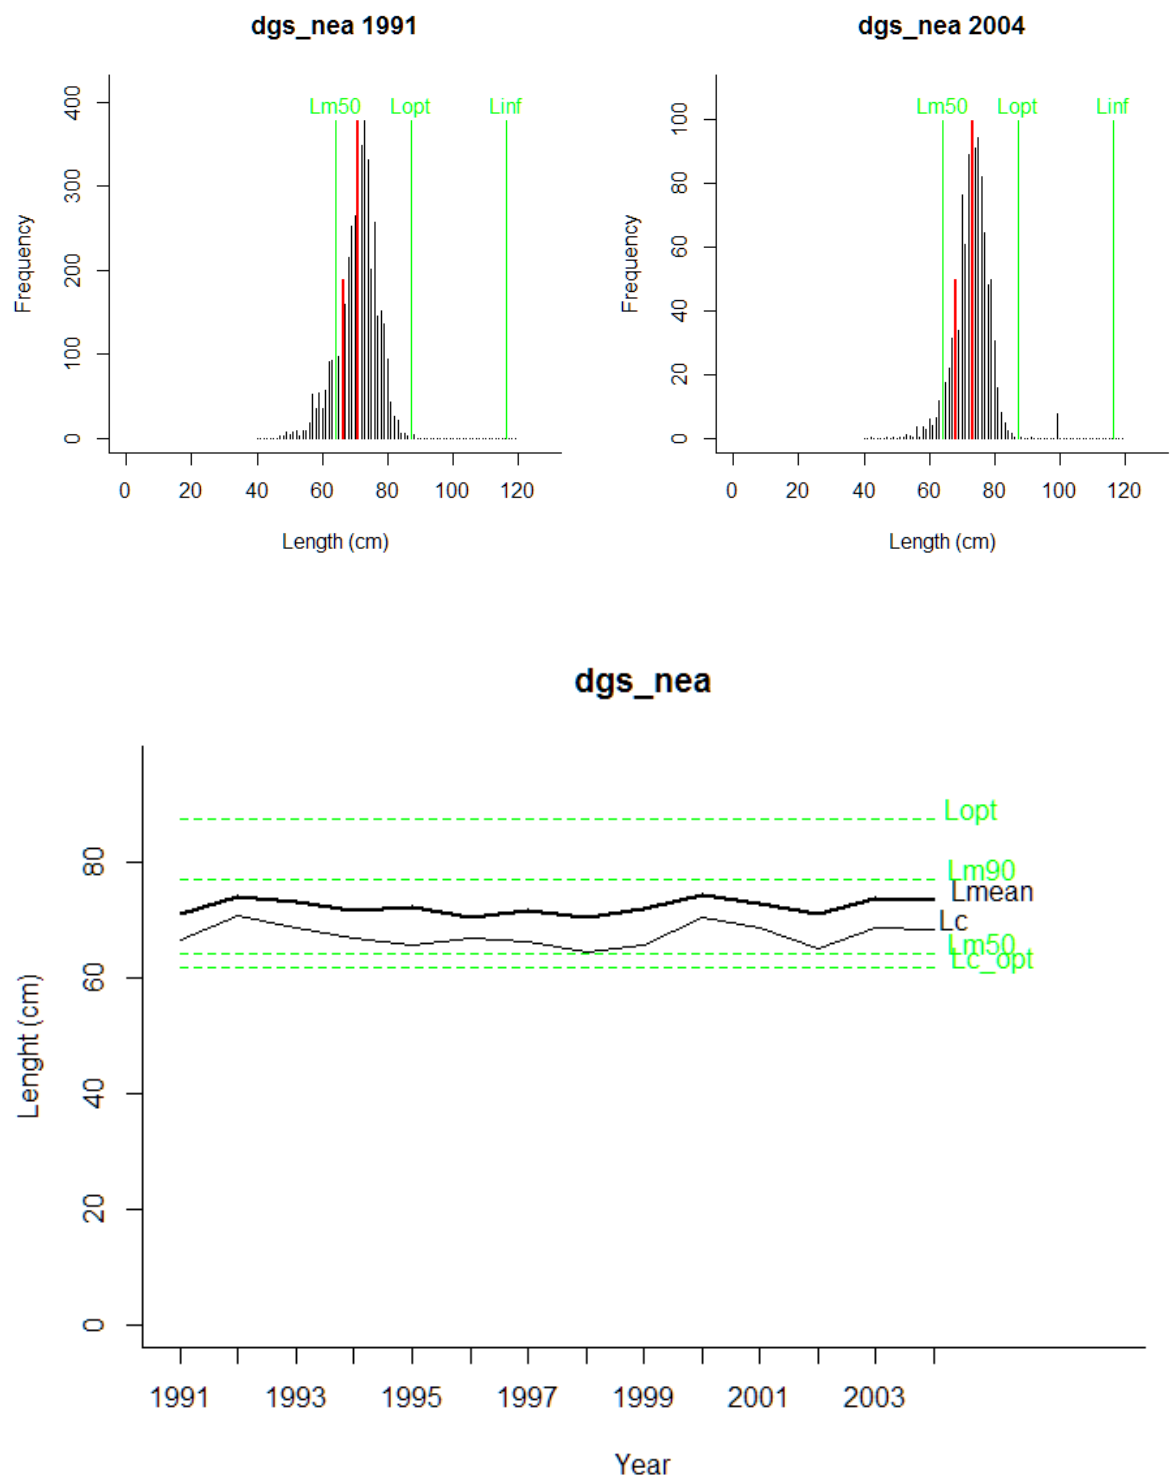 dgs_nea 1991
400
300
200
100
0
Frequency
Lm50 Lopt Linf
0 20 40 60 80 100 120
Length (cm)
dgs_nea 2004
100
80
60
40
20
0
Frequency
Lm50 Lopt Linf
0 20 40 60 80 100 120
Length (cm)
dgs_nea
80
60
40
20
0
Lenght (cm)
Lopt
Lm90
Lmean
Lc
Lm50
Lc_opt
1991 1993 1995 1997 1999 2001 2003
Year